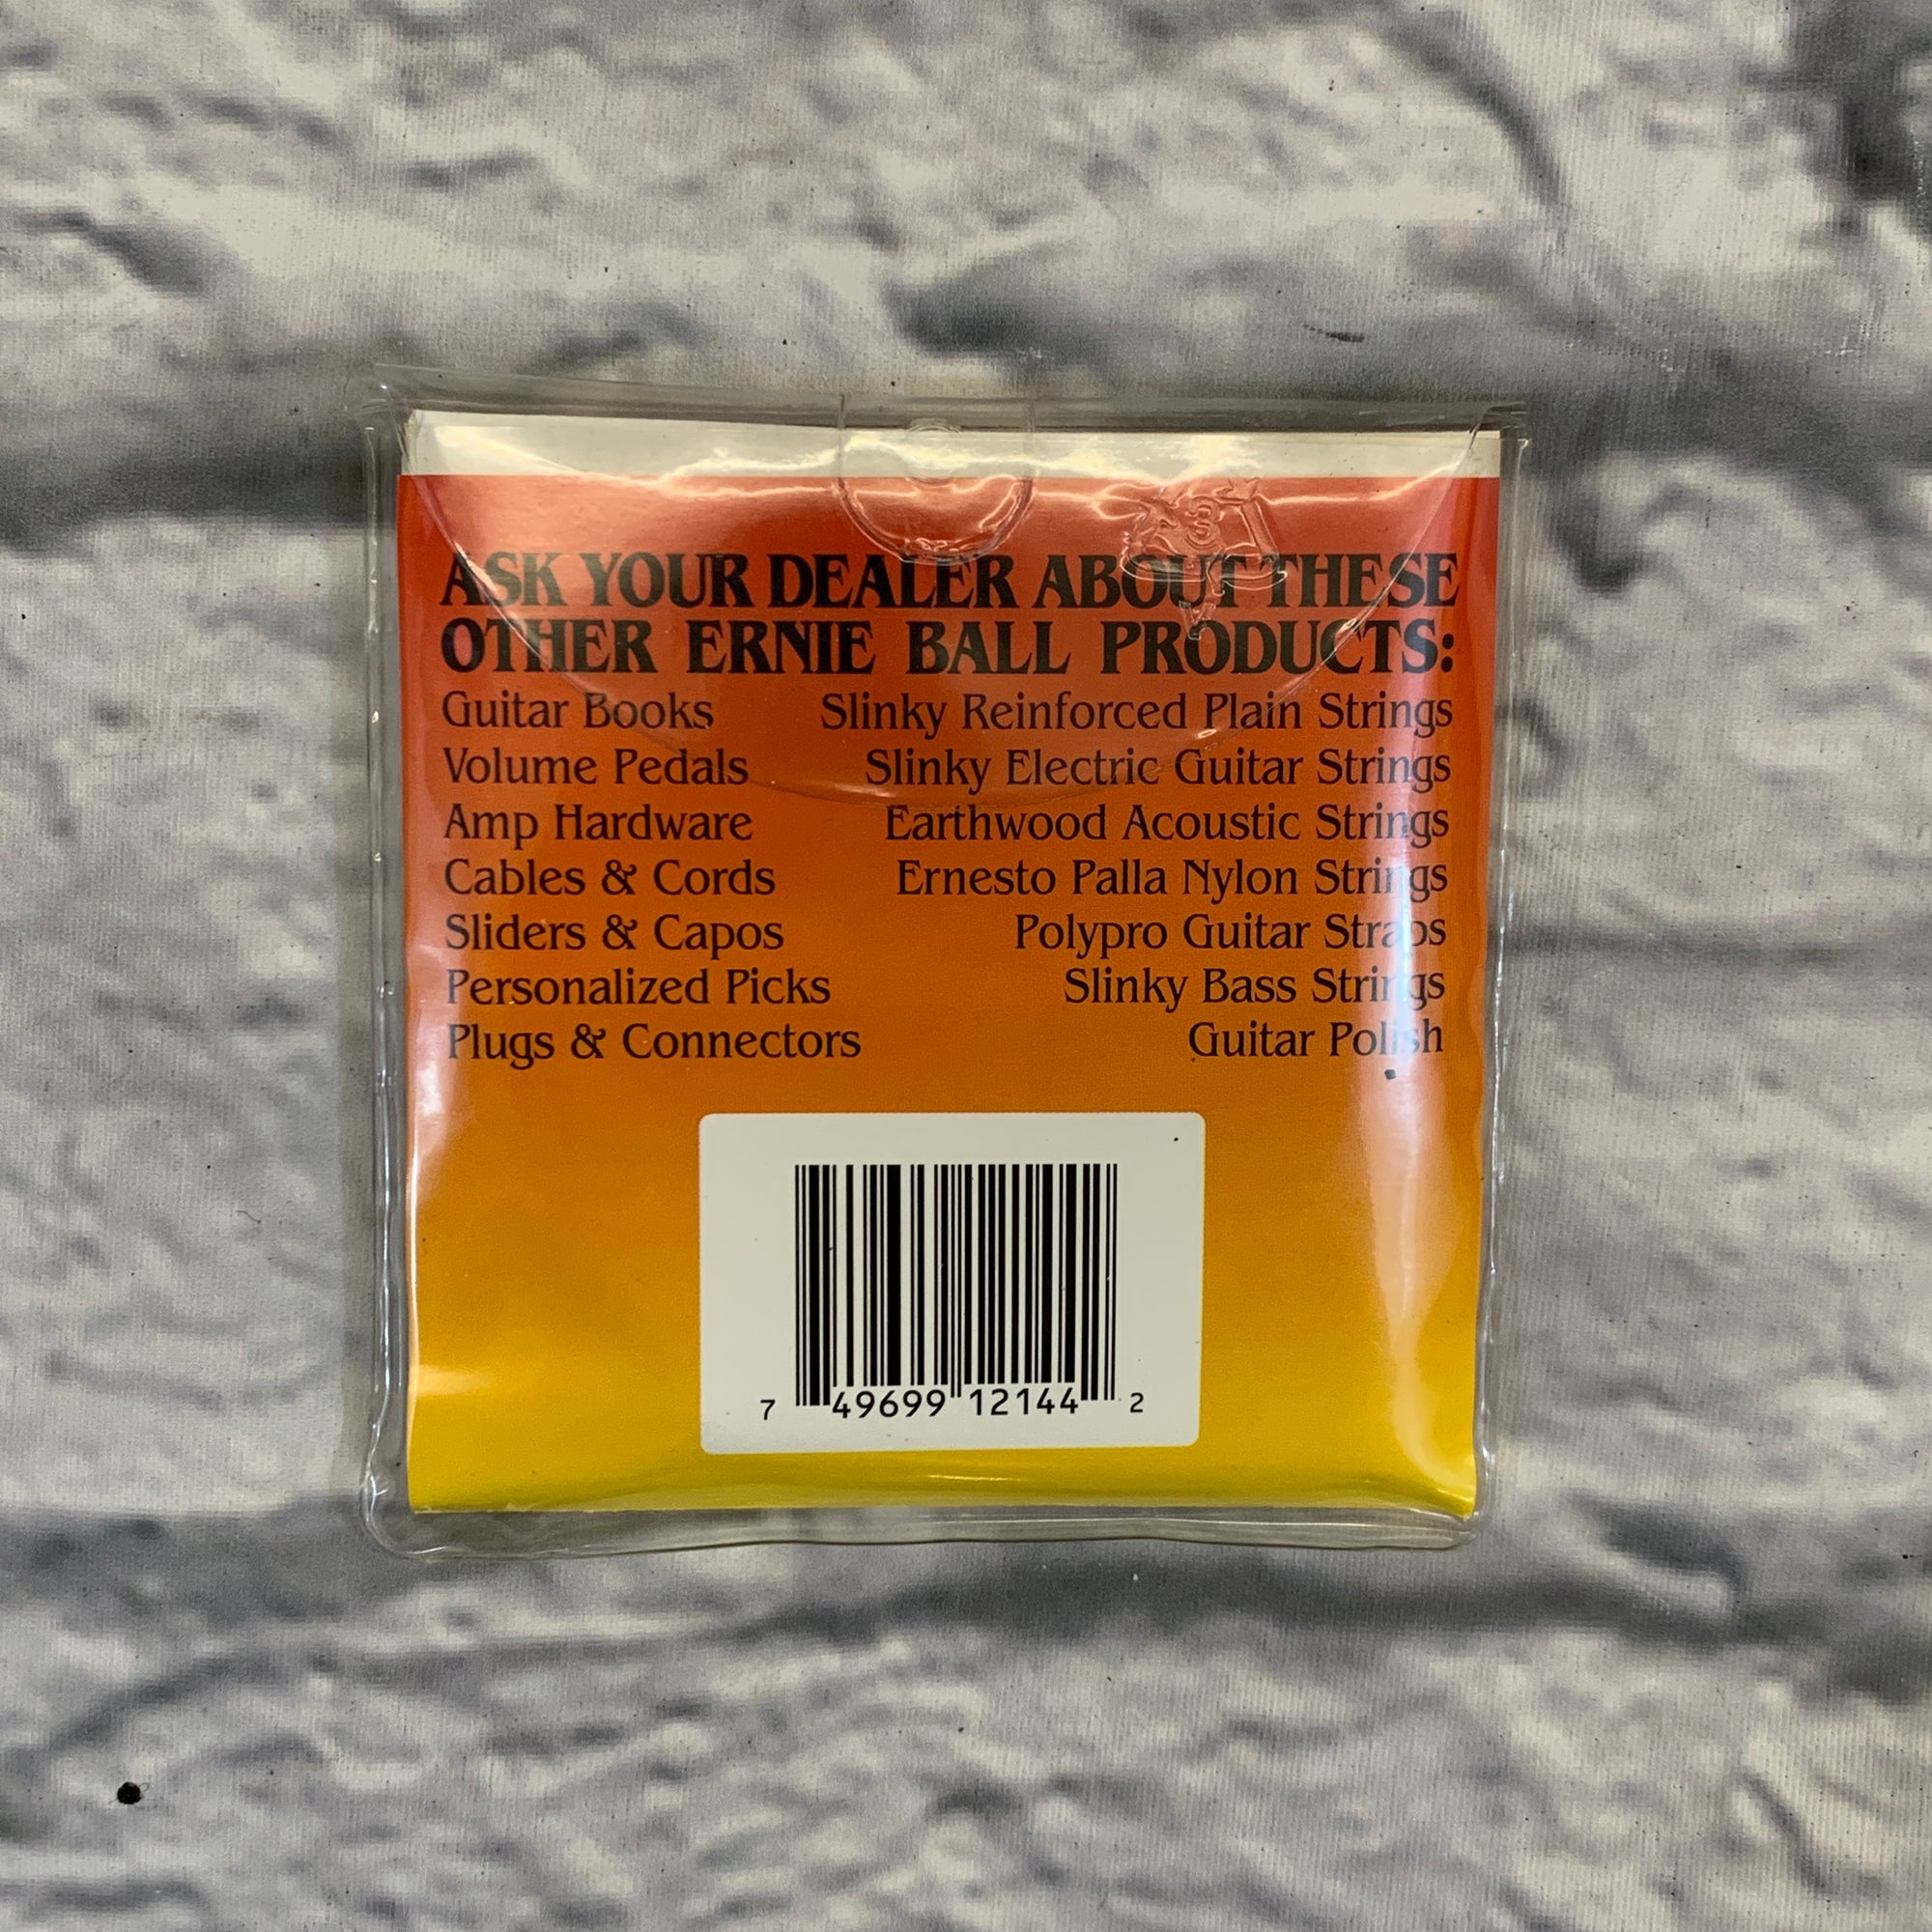 ASK YOUR DEALER ABOUT THESE
OTHER ERNIE BALL PRODUCTS:
Guitar Books Slinky Reinforced Plain Strings
Volume Pedals Slinky Electric Guitar Strings
Amp Hardware Earthwood Acoustic Strings
Cables & Cords Ernesto Palla Nylon Strings
Sliders & Capos Polypro Guitar Straps
Personalized Picks Slinky Bass Strings
Plugs & Connectors Guitar Polish
7 49699 12144 2